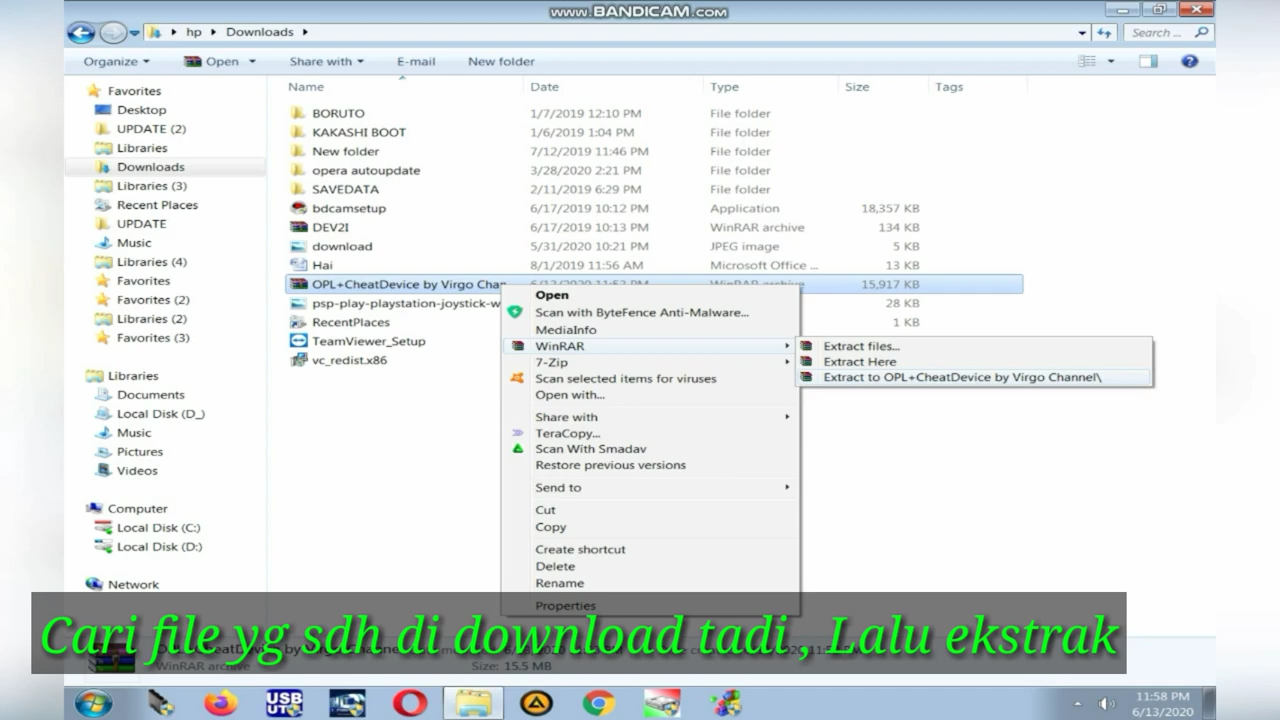 www.BANDICAM.com
hp
Downloads
Search ...
Organize
Open
Share with
E-mail
New folder
Name
Date
Type
Size
Tags
Favorites
Desktop
UPDATE (2)
Libraries
Downloads
Libraries (3)
Recent Places
UPDATE
Music
Libraries (4)
Favorites
Favorites (2)
Libraries (2)
Favorites (3)
Libraries
Documents
Local Disk (D_)
Music
Pictures
Videos
Computer
Local Disk (C:)
Local Disk (D:)
Network
BORUTO 1/7/2019 12:10 PM File folder
KAKASHI BOOT 1/6/2019 1:04 PM File folder
New folder 7/12/2019 11:46 PM File folder
opera autoupdate 3/28/2020 2:21 PM File folder
SAVEDATA 2/11/2019 6:29 PM File folder
bdcamsetup 6/17/2019 10:12 PM Application 18,357 KB
DEV2I 6/17/2019 10:13 PM WinRAR archive 134 KB
download 5/31/2020 10:21 PM JPEG image 5 KB
Hai 8/1/2019 11:56 AM Microsoft Office ... 13 KB
OPL+CheatDevice by Virgo Chan 15,917 KB
psp-play-playstation-joystick-w 28 KB
RecentPlaces 1 KB
TeamViewer_Setup
vc_redist.x86
Open
Scan with ByteFence Anti-Malware...
MediaInfo
WinRAR
7-Zip
Scan selected items for viruses
Open with...
Share with
TeraCopy...
Scan With Smadav
Restore previous versions
Send to
Cut
Copy
Create shortcut
Delete
Rename
Properties
Extract files...
Extract Here
Extract to OPL+CheatDevice by Virgo Channel\
Cari file yg sdh di download tadi, Lalu ekstrak
WinRAR archive
Size: 15.5 MB
USB
UT
11:58 PM
6/13/2020